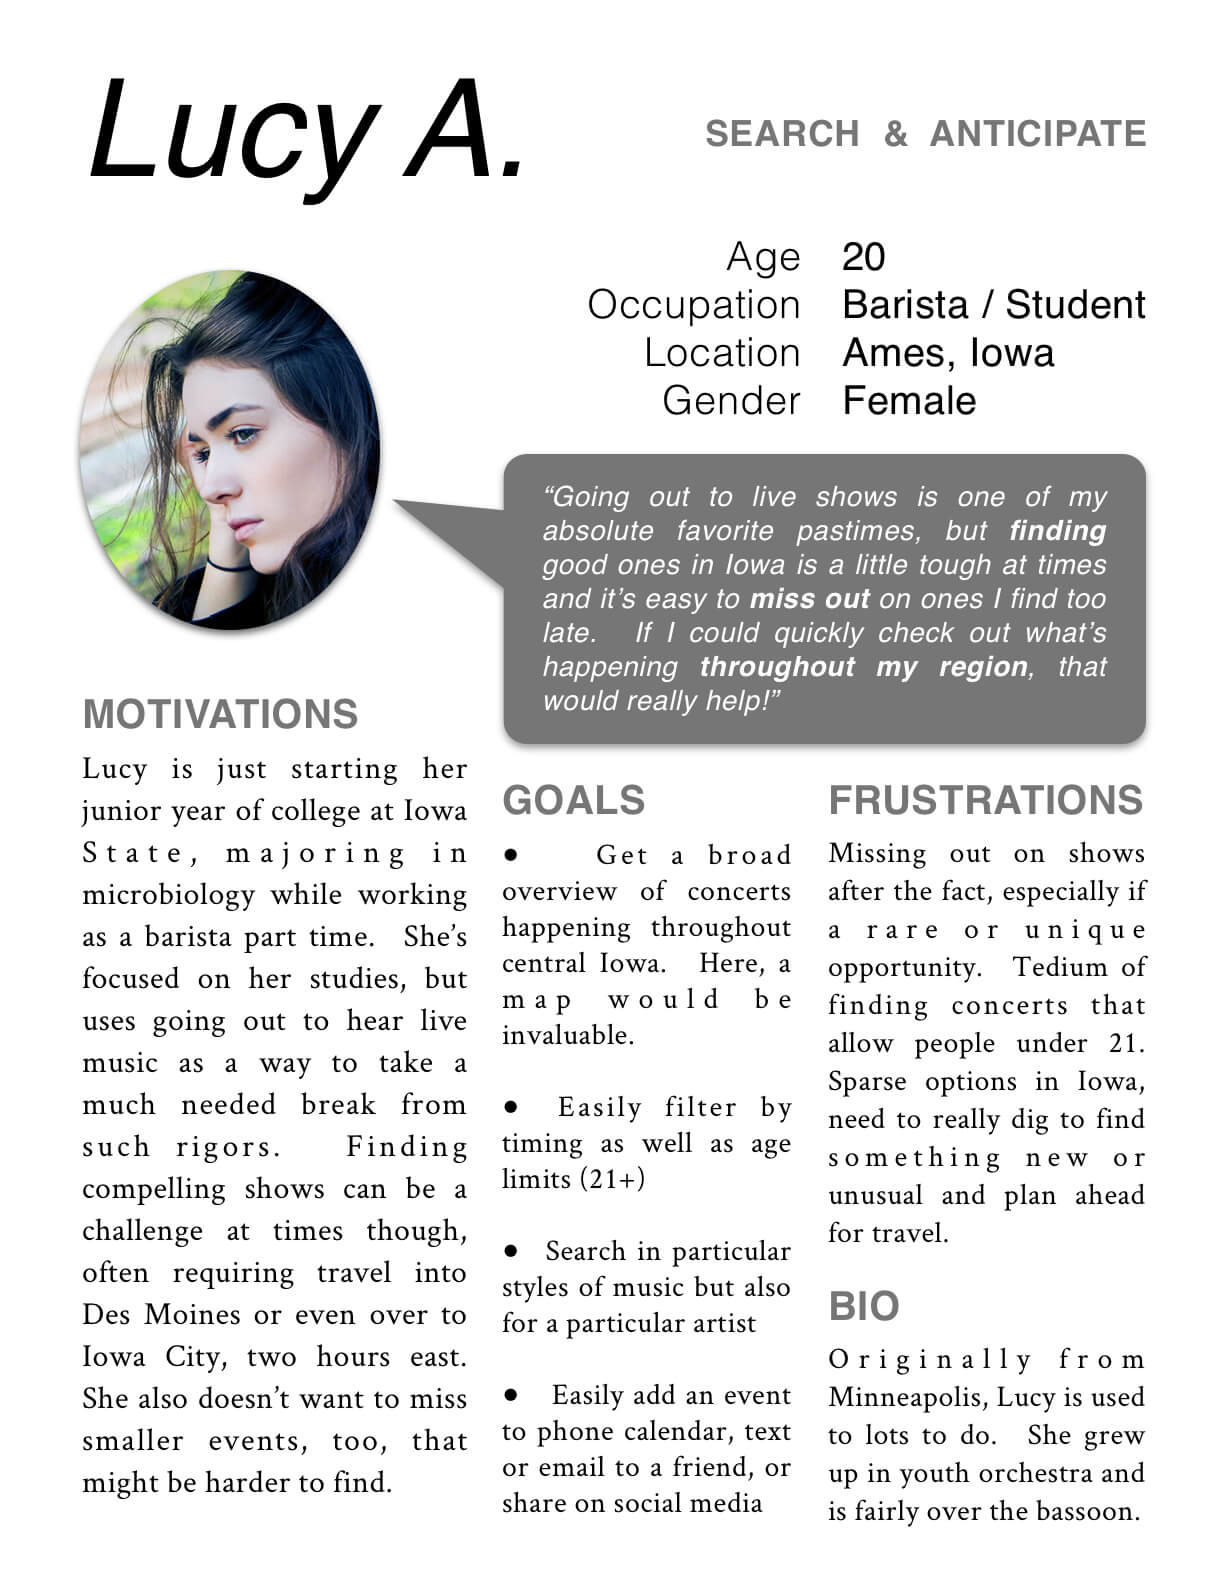 Lucy A.
SEARCH & ANTICIPATE
Age 20
Occupation Barista / Student
Location Ames, Iowa
Gender Female
“Going out to live shows is one of my
absolute favorite pastimes, but finding
good ones in Iowa is a little tough at times
and it’s easy to miss out on ones I find too
late. If I could quickly check out what’s
happening throughout my region, that
would really help!”
MOTIVATIONS
Lucy is just starting her
junior year of college at Iowa
State, majoring in
microbiology while working
as a barista part time. She’s
focused on her studies, but
uses going out to hear live
music as a way to take a
much needed break from
such rigors. Finding
compelling shows can be a
challenge at times though,
often requiring travel into
Des Moines or even over to
Iowa City, two hours east.
She also doesn’t want to miss
smaller events, too, that
might be harder to find.
GOALS
• Get a broad
overview of concerts
happening throughout
central Iowa. Here, a
map would be
invaluable.
• Easily filter by
timing as well as age
limits (21+)
• Search in particular
styles of music but also
for a particular artist
• Easily add an event
to phone calendar, text
or email to a friend, or
share on social media
FRUSTRATIONS
Missing out on shows
after the fact, especially if
a rare or unique
opportunity. Tedium of
finding concerts that
allow people under 21.
Sparse options in Iowa,
need to really dig to find
something new or
unusual and plan ahead
for travel.
BIO
Originally from
Minneapolis, Lucy is used
to lots to do. She grew
up in youth orchestra and
is fairly over the bassoon.